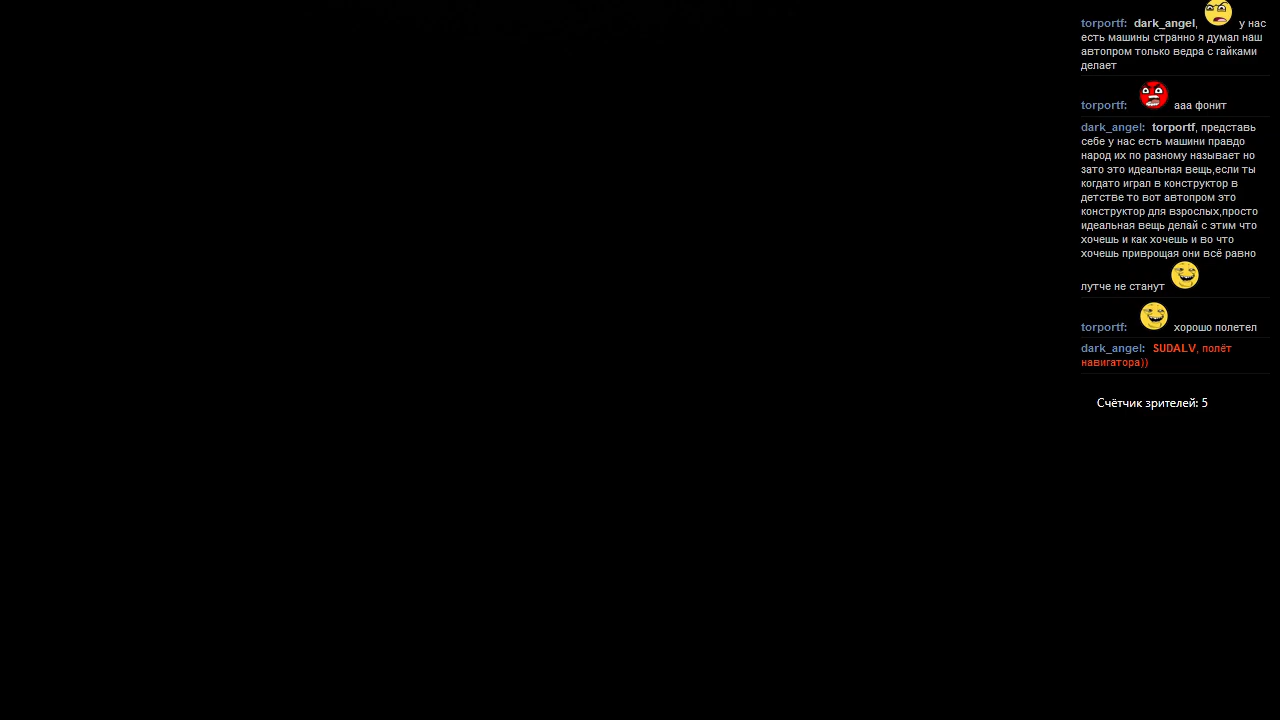 torportf: dark_angel, у нас
есть машины странно я думал наш
автопром только ведра с гайками
делает
torportf: ааа фонит
dark_angel: torportf, представь
себе у нас есть машини правдо
народ их по разному называет но
зато это идеальная вещь,если ты
когдато играл в конструктор в
детстве то вот автопром это
конструктор для взрослых,просто
идеальная вещь делай с этим что
хочешь и как хочешь и во что
хочешь приврощая они всё равно
лутче не станут
torportf: хорошо полетел
dark_angel: SUDALV, полёт
навигатора))
Счётчик зрителей: 5